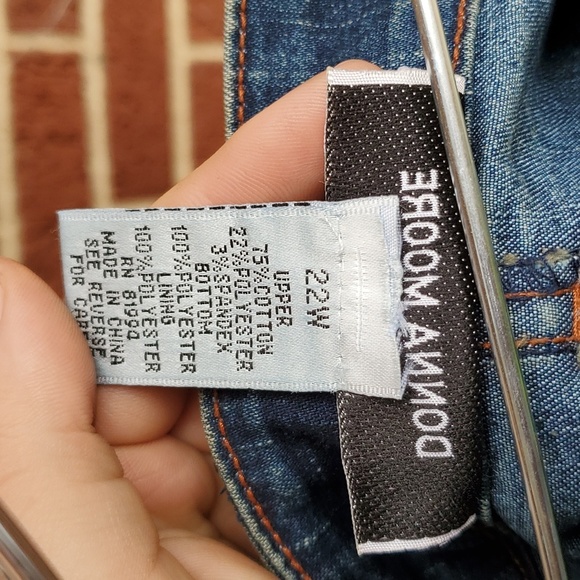 DONNA MOORE
22W
UPPER
75%COTTON
22%POLYESTER
3%SPANDEX
BOTTOM
100%POLYESTER
LINING
100%POLYESTER
RN
MADE IN CHINA
SEE REVERSE
FOR CARE